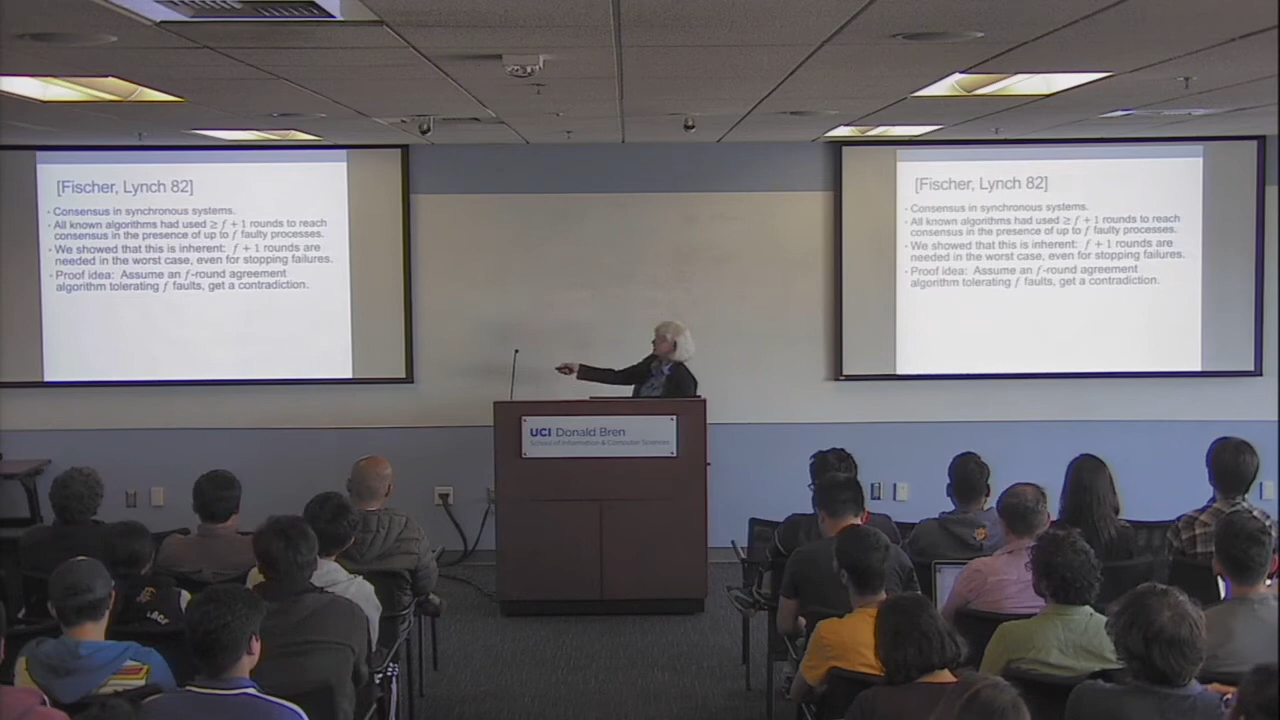 [Fischer, Lynch 82]
• Consensus in synchronous systems.
• All known algorithms had used ≥ f + 1 rounds to reach
consensus in the presence of up to f faulty processes.
• We showed that this is inherent: f + 1 rounds are
needed in the worst case, even for stopping failures.
• Proof idea: Assume an f-round agreement
algorithm tolerating f faults, get a contradiction.
[Fischer, Lynch 82]
• Consensus in synchronous systems.
• All known algorithms had used ≥ f + 1 rounds to reach
consensus in the presence of up to f faulty processes.
• We showed that this is inherent: f + 1 rounds are
needed in the worst case, even for stopping failures.
• Proof idea: Assume an f-round agreement
algorithm tolerating f faults, get a contradiction.
UCI Donald Bren
School of Information & Computer Sciences